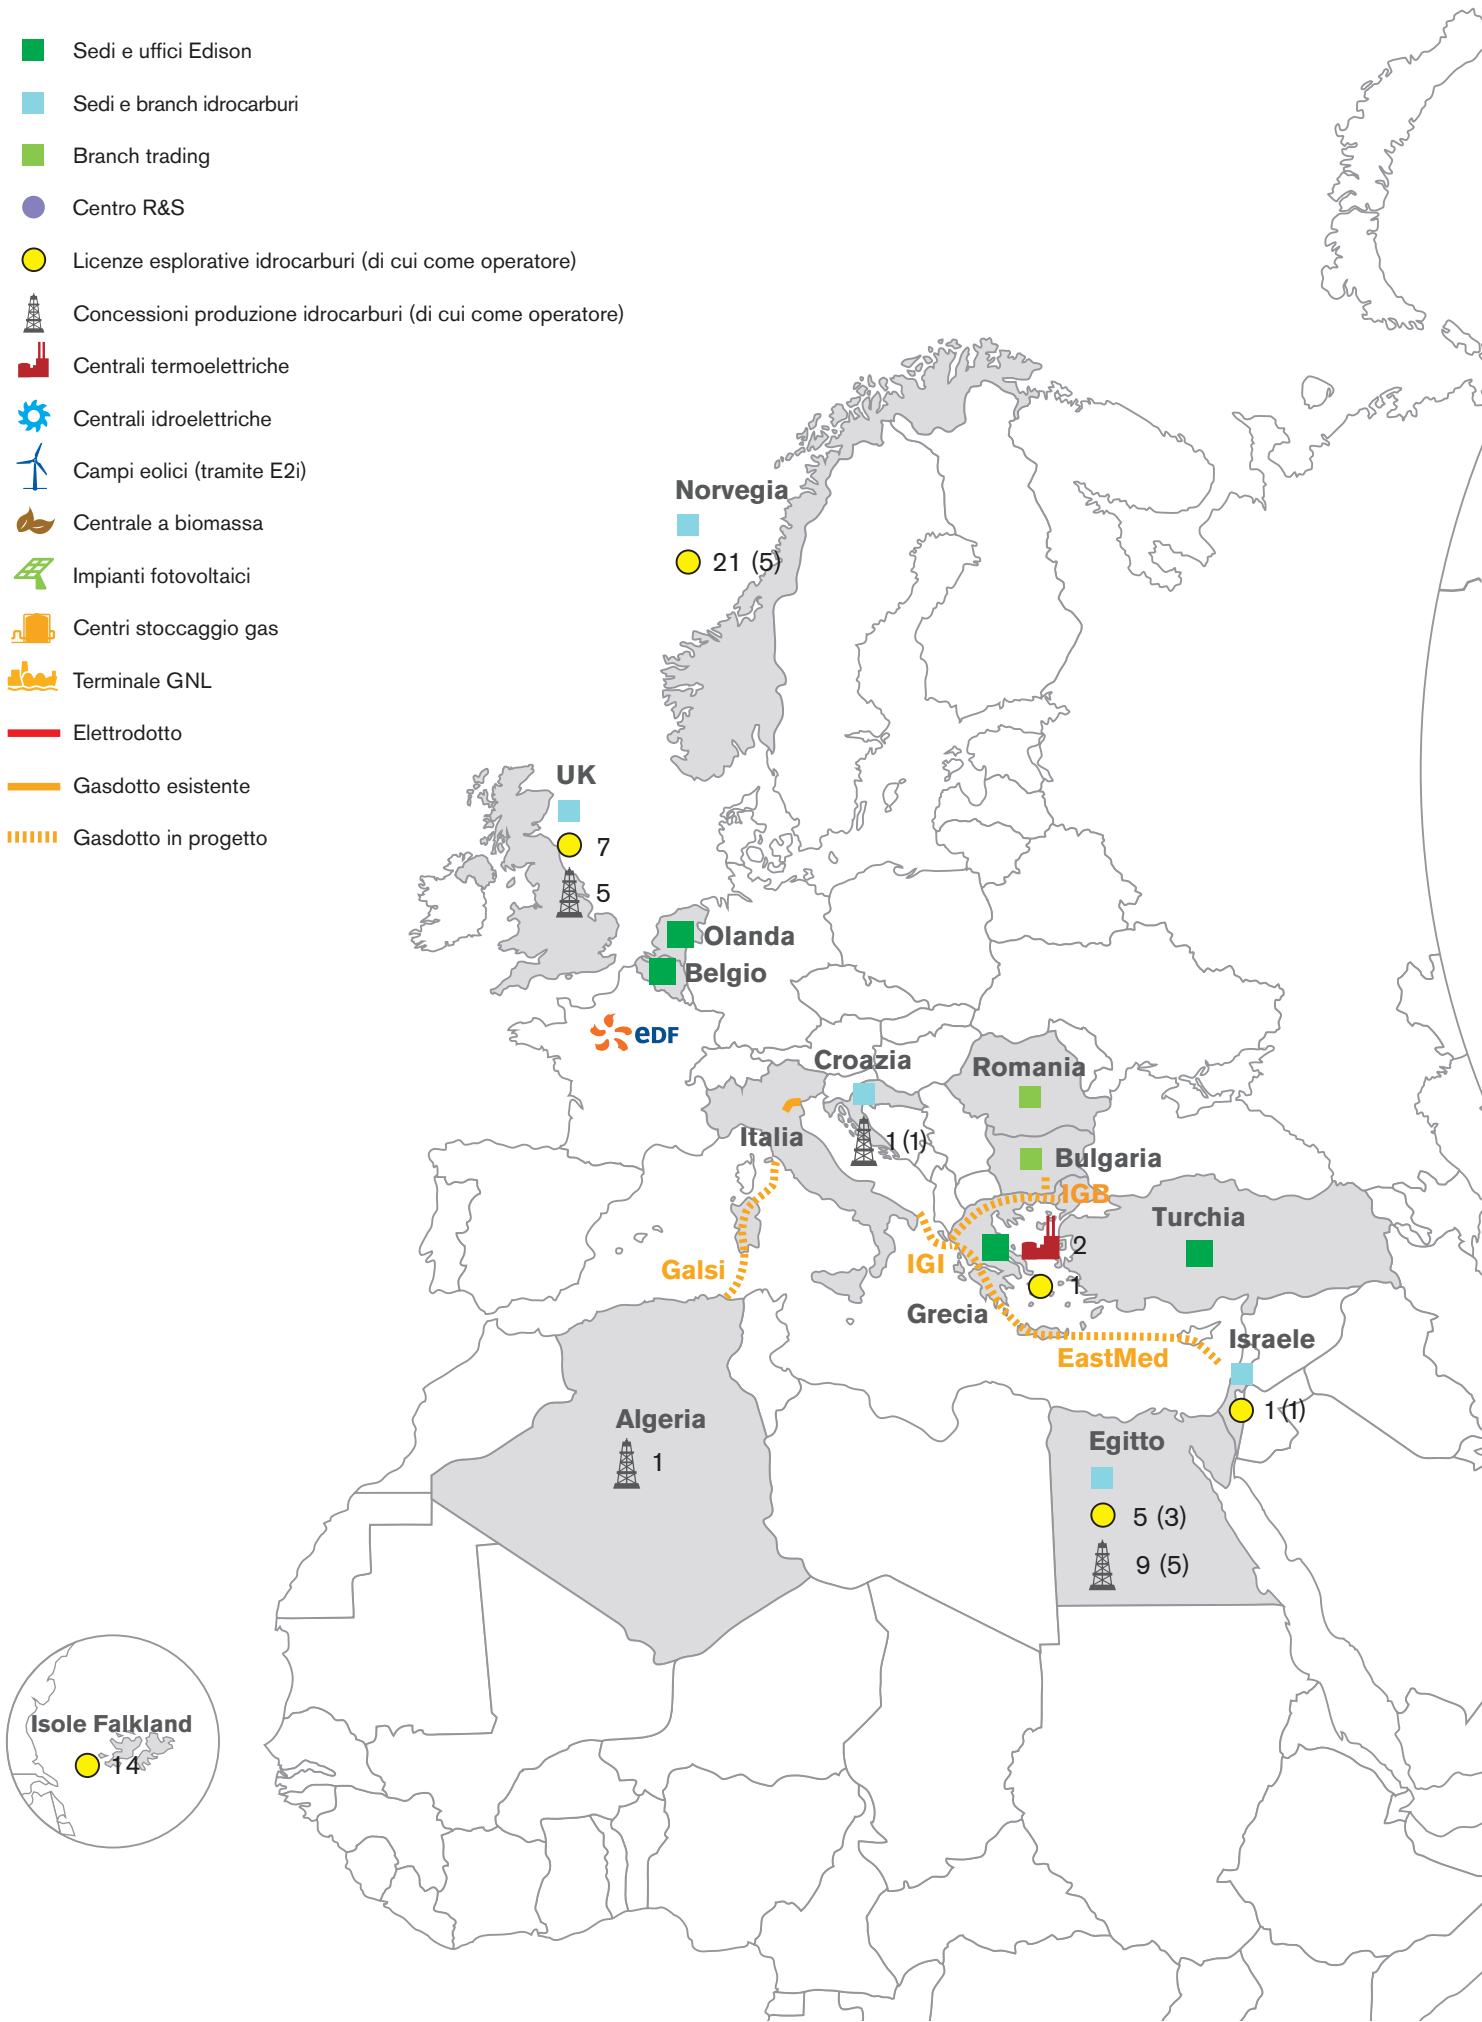 Sedi e uffici Edison
Sedi e branch idrocarburi
Branch trading
Centro R&S
Licenze esplorative idrocarburi (di cui come operatore)
Concessioni produzione idrocarburi (di cui come operatore)
Centrali termoelettriche
Centrali idroelettriche
Campi eolici (tramite E2i)
Centrale a biomassa
Impianti fotovoltaici
Centri stoccaggio gas
Terminale GNL
Elettrodotto
Gasdotto esistente
Gasdotto in progetto
Norvegia
21 (5)
UK
7
5
Olanda
Belgio
eDF
Croazia
1 (1)
Romania
Italia
Bulgaria
IGB
Turchia
2
IGI
Galsi
1
Grecia
EastMed
Israele
1 (1)
Algeria
1
Egitto
5 (3)
9 (5)
Isole Falkland
14